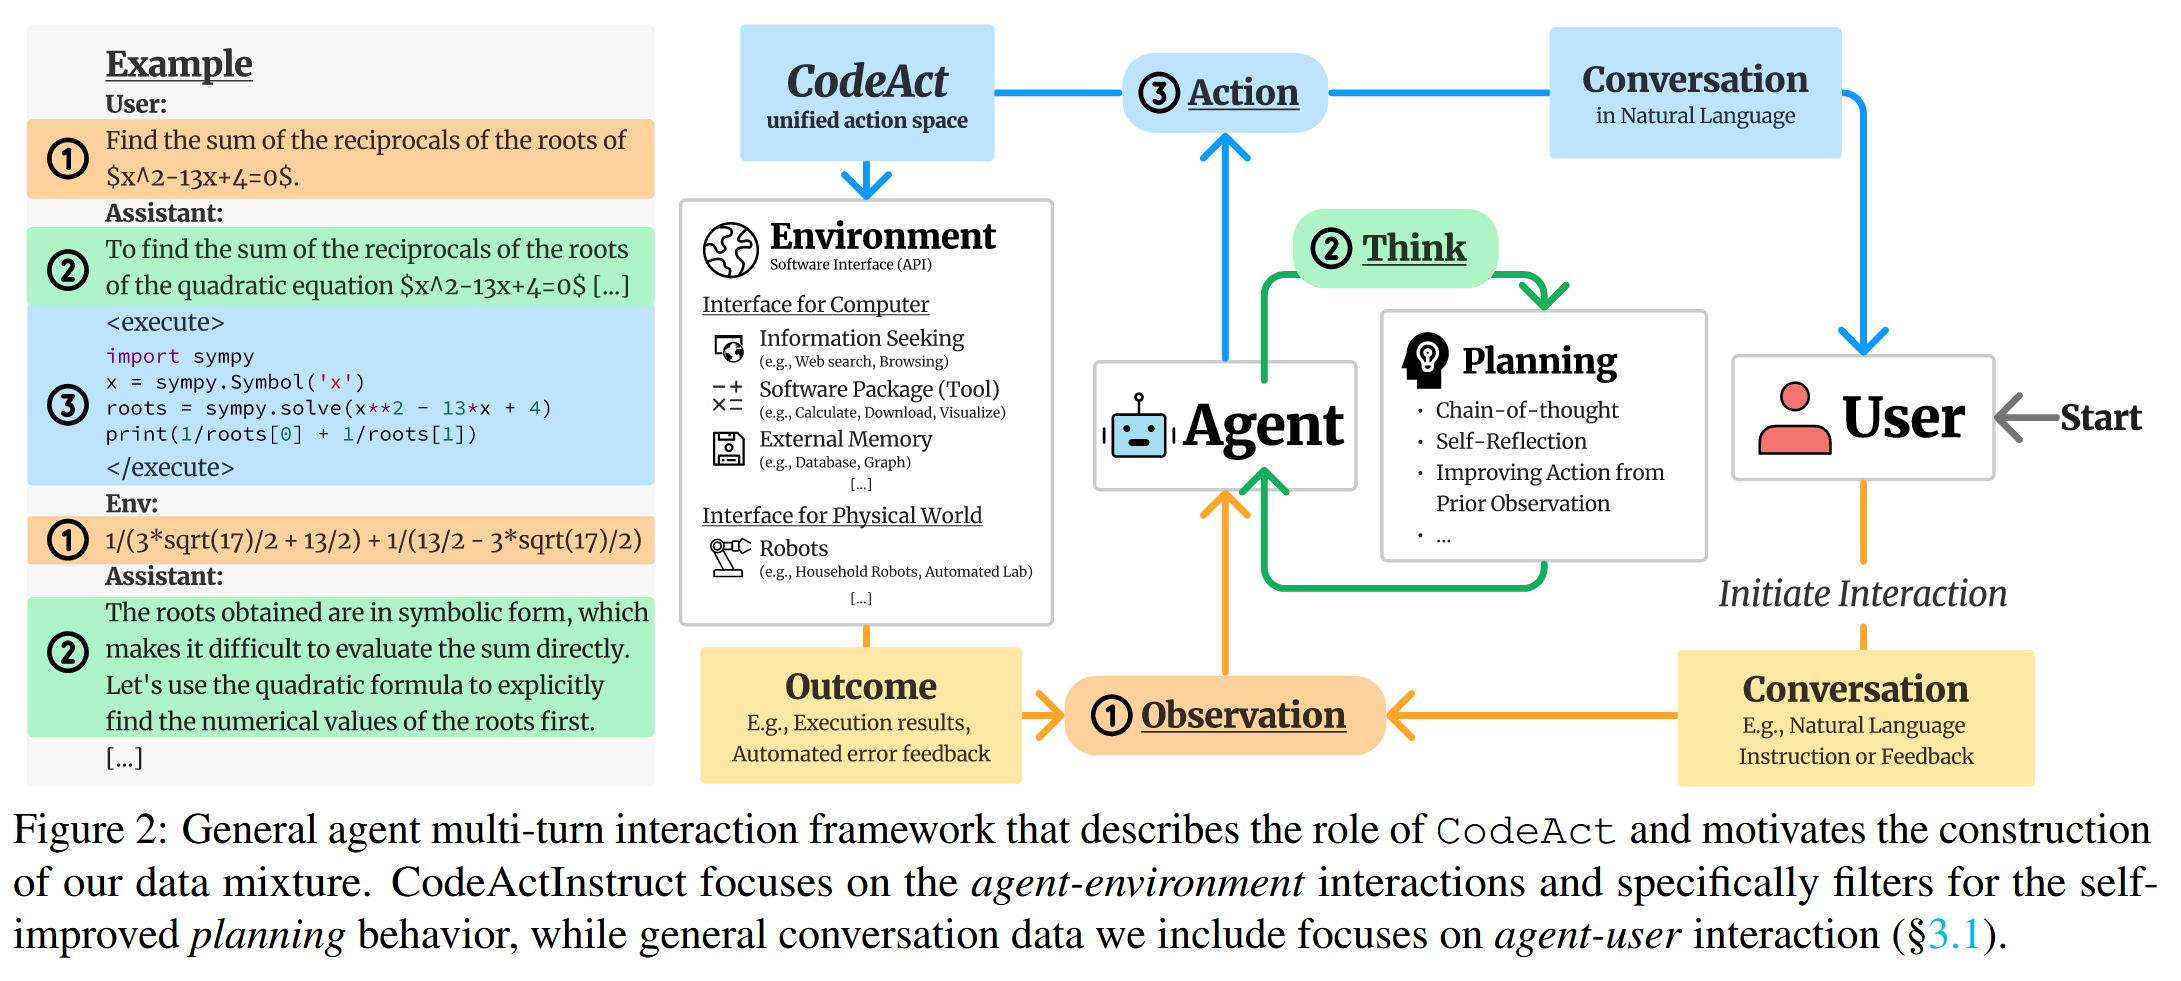 Example
User:
① Find the sum of the reciprocals of the roots of
$x^2-13x+4=0$.
Assistant:
② To find the sum of the reciprocals of the roots
of the quadratic equation $x^2-13x+4=0$ [...]
<execute>
import sympy
x = sympy.Symbol('x')
③ roots = sympy.solve(x**2 - 13*x + 4)
print(1/roots[0] + 1/roots[1])
</execute>
Env:
① 1/(3*sqrt(17)/2 + 13/2) + 1/(13/2 - 3*sqrt(17)/2)
Assistant:
The roots obtained are in symbolic form, which
② makes it difficult to evaluate the sum directly.
Let's use the quadratic formula to explicitly
find the numerical values of the roots first.
[...]
CodeAct
unified action space
③ Action
Conversation
in Natural Language
Environment
Software Interface (API)
Interface for Computer
Information Seeking
(e.g., Web search, Browsing)
Software Package (Tool)
(e.g., Calculate, Download, Visualize)
External Memory
(e.g., Database, Graph)
[...]
Interface for Physical World
Robots
(e.g., Household Robots, Automated Lab)
[...]
② Think
Agent
Planning
· Chain-of-thought
· Self-Reflection
· Improving Action from
Prior Observation
· ...
User
Start
Initiate Interaction
Outcome
E.g., Execution results,
Automated error feedback
① Observation
Conversation
E.g., Natural Language
Instruction or Feedback
Figure 2: General agent multi-turn interaction framework that describes the role of CodeAct and motivates the construction
of our data mixture. CodeActInstruct focuses on the agent-environment interactions and specifically filters for the self-
improved planning behavior, while general conversation data we include focuses on agent-user interaction (§3.1).